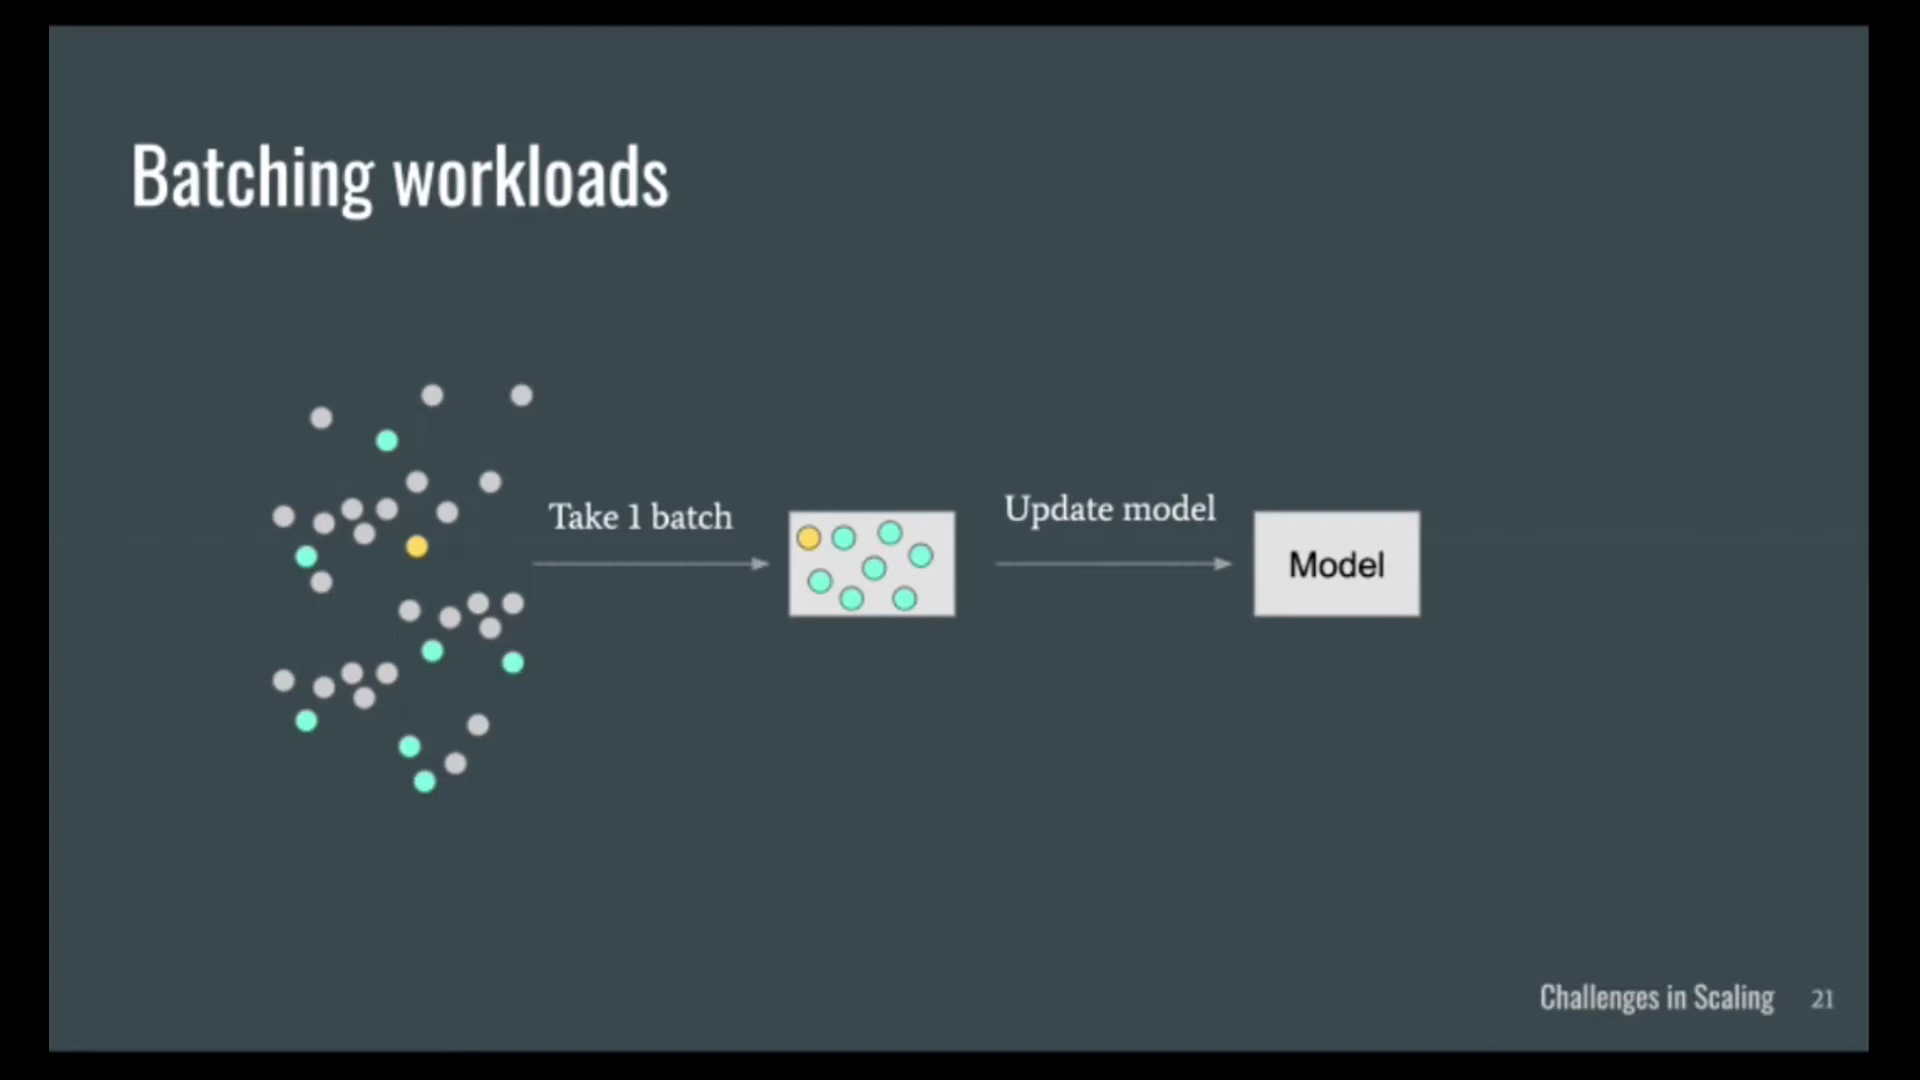 Batching workloads
Take 1 batch
Update model
Model
Challenges in Scaling 21